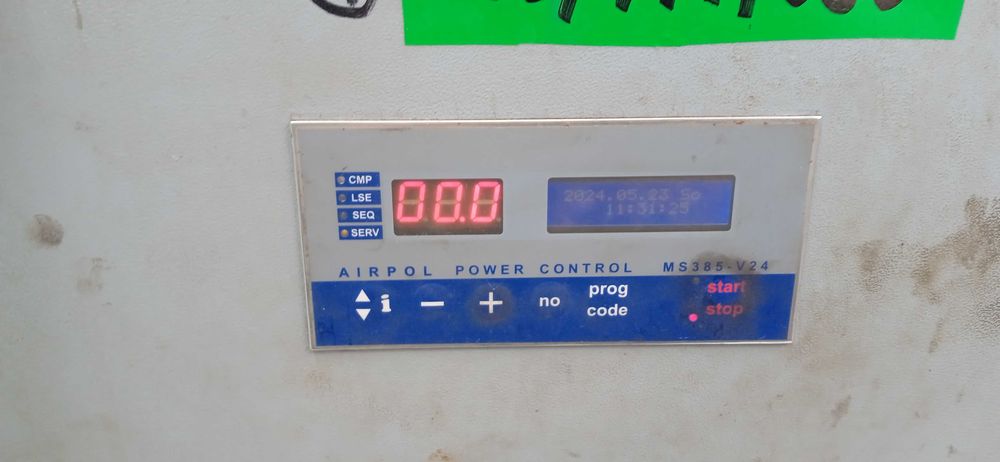 CMP
LSE
SEQ
SERV
00.0
2024.05.23 So
11:31:25
AIRPOL POWER CONTROL MS385-V24
i − + no prog code
start
stop